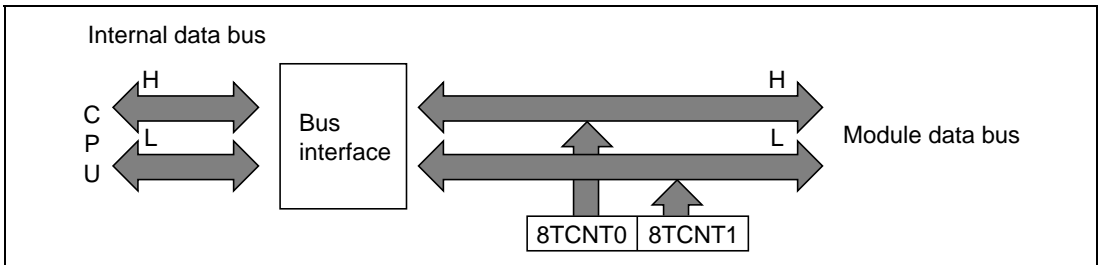 Internal data bus
H
H
C
P
U
L
L
Bus
interface
Module data bus
8TCNT0
8TCNT1